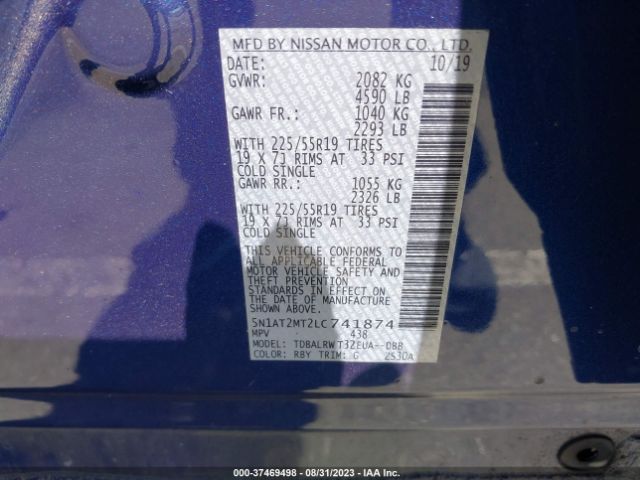 MFD BY NISSAN MOTOR CO., LTD.
DATE: 10/19
GVWR: 2082 KG
4590 LB
GAWR FR.: 1040 KG
2293 LB
WITH 225/55R19 TIRES
19 X 7J RIMS AT 33 PSI
COLD SINGLE
GAWR RR.: 1055 KG
2326 LB
WITH 225/55R19 TIRES
19 X 7J RIMS AT 33 PSI
COLD SINGLE
THIS VEHICLE CONFORMS TO
ALL APPLICABLE FEDERAL
MOTOR VEHICLE SAFETY AND
THEFT PREVENTION
STANDARDS IN EFFECT ON
THE DATE OF MANUFACTURE
SHOWN ABOVE.
5N1AT2MT2LC741874
MPV 438
MODEL: TDBALRWT32EUA--DBB
COLOR: RBY TRIM: G 2S30A
000-37469498 - 08/31/2023 - IAA Inc.